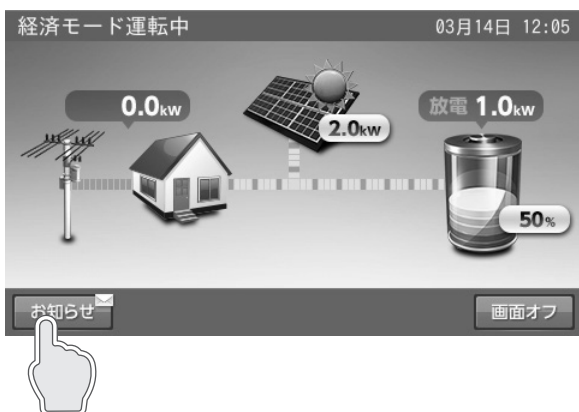 経済モード運転中
03月14日 12:05
0.0kw
2.0kw
放電 1.0kw
50%
お知らせ
画面オフ